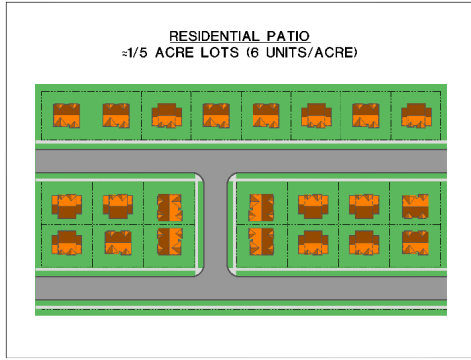 RESIDENTIAL PATIO
≈1/5 ACRE LOTS (6 UNITS/ACRE)